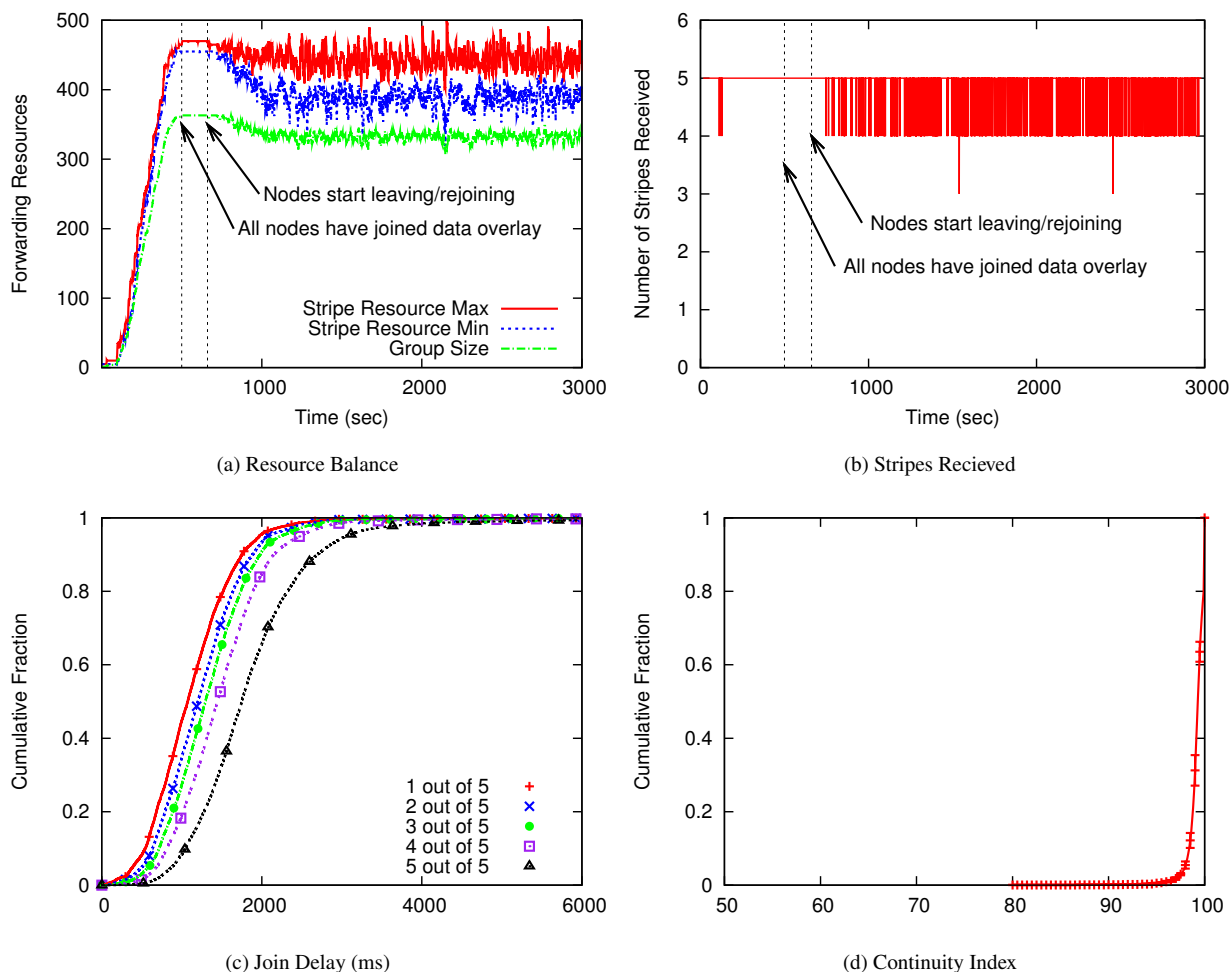 500
400
300
200
100
0
Forwarding Resources
Nodes start leaving/rejoining
All nodes have joined data overlay
Stripe Resource Max
Stripe Resource Min
Group Size
0 1000 2000 3000
Time (sec)
(a) Resource Balance
6
5
4
3
2
1
0
Number of Stripes Received
Nodes start leaving/rejoining
All nodes have joined data overlay
0 1000 2000 3000
Time (sec)
(b) Stripes Recieved
1
0.8
0.6
0.4
0.2
0
Cumulative Fraction
1 out of 5
2 out of 5
3 out of 5
4 out of 5
5 out of 5
0 2000 4000 6000
(c) Join Delay (ms)
1
0.8
0.6
0.4
0.2
0
Cumulative Fraction
50 60 70 80 90 100
(d) Continuity Index